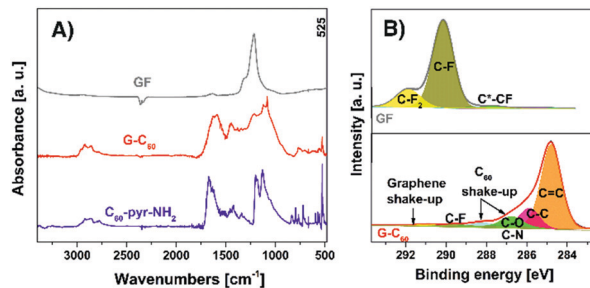 A)
525
GF
G-C60
C60-pyr-NH2
Absorbance [a. u.]
3000 2500 2000 1500 1000 500
Wavenumbers [cm-1]
B)
C-F
C-F2
C*-CF
GF
C60
shake-up
Graphene
shake-up
C=C
C-F
C-C
C-O
C-N
G-C60
Intensity [a. u.]
292 290 288 286 284
Binding energy [eV]